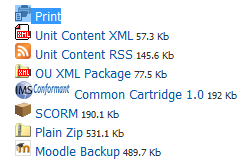 Print
Unit Content XML 57.3 Kb
Unit Content RSS 145.6 Kb
OU XML Package 77.5 Kb
IMS Conformant Common Cartridge 1.0 192 Kb
SCORM 190.1 Kb
Plain Zip 531.1 Kb
Moodle Backup 489.7 Kb